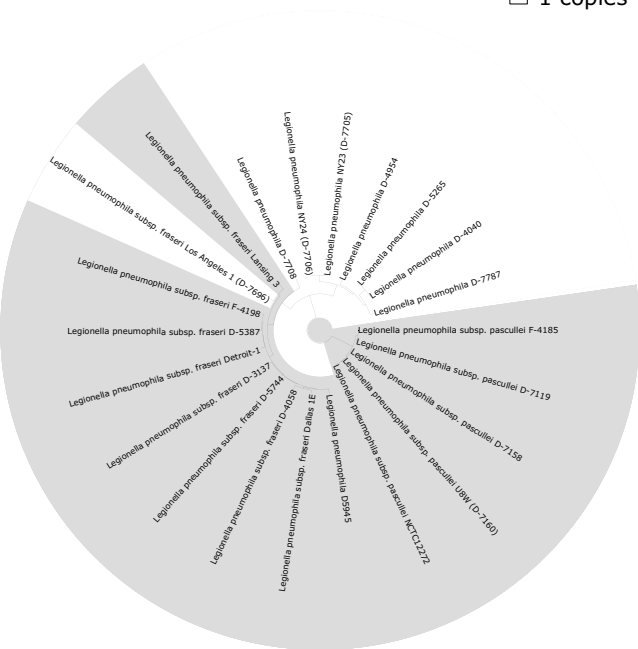 1 copies
Legionella pneumophila NY23 (D-7705)
Legionella pneumophila D-4954
Legionella pneumophila D-5265
Legionella pneumophila D-4040
Legionella pneumophila D-7787
Legionella pneumophila subsp. pascullei F-4185
Legionella pneumophila subsp. pascullei D-7119
Legionella pneumophila subsp. pascullei D-7158
Legionella pneumophila subsp. pascullei U8W (D-7160)
Legionella pneumophila subsp. pascullei NCTC12272
Legionella pneumophila D5945
Legionella pneumophila subsp. fraseri Dallas 1E
Legionella pneumophila subsp. fraseri D-4058
Legionella pneumophila subsp. fraseri D-5744
Legionella pneumophila subsp. fraseri D-3137
Legionella pneumophila subsp. fraseri Detroit-1
Legionella pneumophila subsp. fraseri D-5387
Legionella pneumophila subsp. fraseri F-4198
Legionella pneumophila subsp. fraseri Los Angeles 1 (D-7696)
Legionella pneumophila subsp. fraseri Lansing 3
Legionella pneumophila D-7708
Legionella pneumophila NY24 (D-7706)